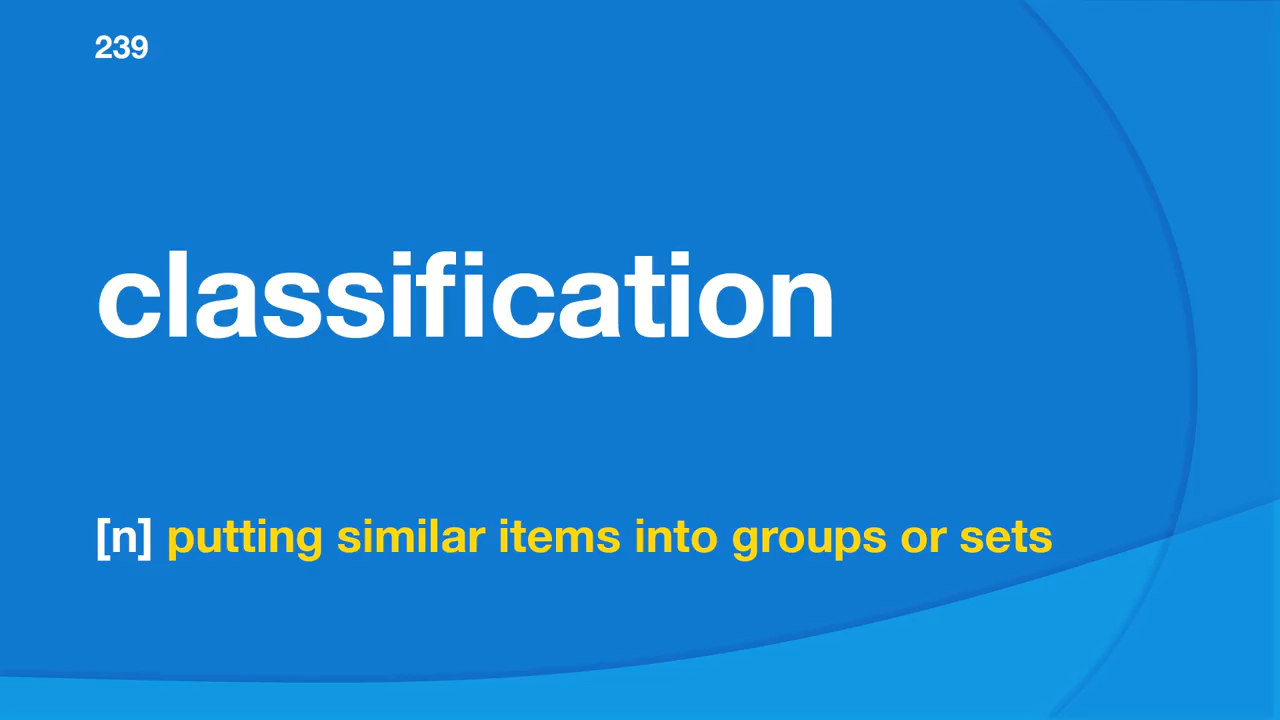 239
classification
[n] putting similar items into groups or sets